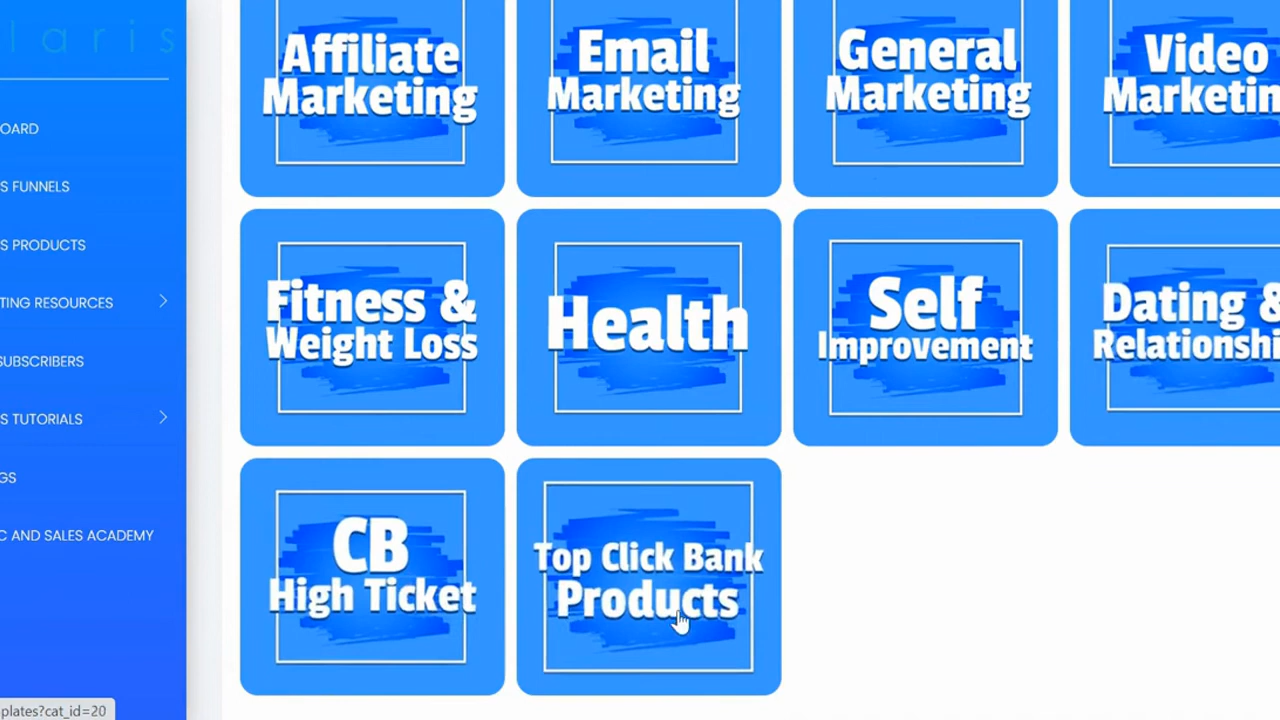 laris
OARD
S FUNNELS
S PRODUCTS
TING RESOURCES
SUBSCRIBERS
S TUTORIALS
GS
C AND SALES ACADEMY
Affiliate
Marketing
Email
Marketing
General
Marketing
Video
Marketin
Fitness &
Weight Loss
Health
Self
Improvement
Dating &
Relationshi
CB
High Ticket
Top Click Bank
Products
plates?cat_id=20